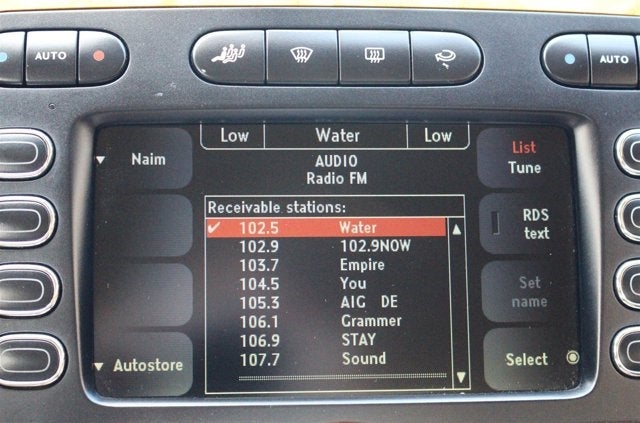 AUTO
AUTO
Low Water Low
AUDIO
Radio FM
Naim
List
Tune
Receivable stations:
✔ 102.5 Water
102.9 102.9NOW
103.7 Empire
104.5 You
105.3 AIG DE
106.1 Grammer
106.9 STAY
107.7 Sound
RDS
text
Set
name
Autostore
Select